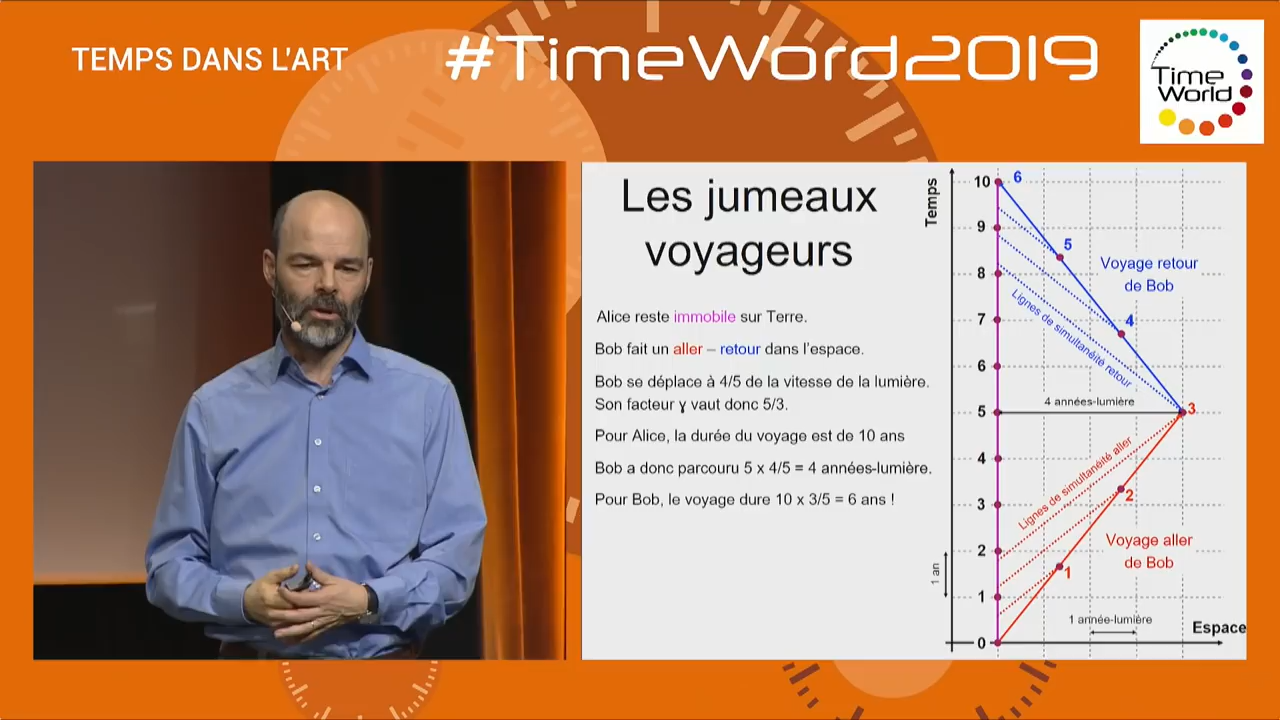 TEMPS DANS L'ART
#TimeWord2019
Time
World
Les jumeaux
voyageurs
Alice reste immobile sur Terre.
Bob fait un aller – retour dans l'espace.
Bob se déplace à 4/5 de la vitesse de la lumière.
Son facteur γ vaut donc 5/3.
Pour Alice, la durée du voyage est de 10 ans
Bob a donc parcouru 5 x 4/5 = 4 années-lumière.
Pour Bob, le voyage dure 10 x 3/5 = 6 ans !
Temps
10
6
9
5
8
Voyage retour
de Bob
7
4
Lignes de simultanéité retour
6
4 années-lumière
5
3
4
Lignes de simultanéité aller
3
2
2
Voyage aller
de Bob
1 an
1
1
1 année-lumière
Espace
0